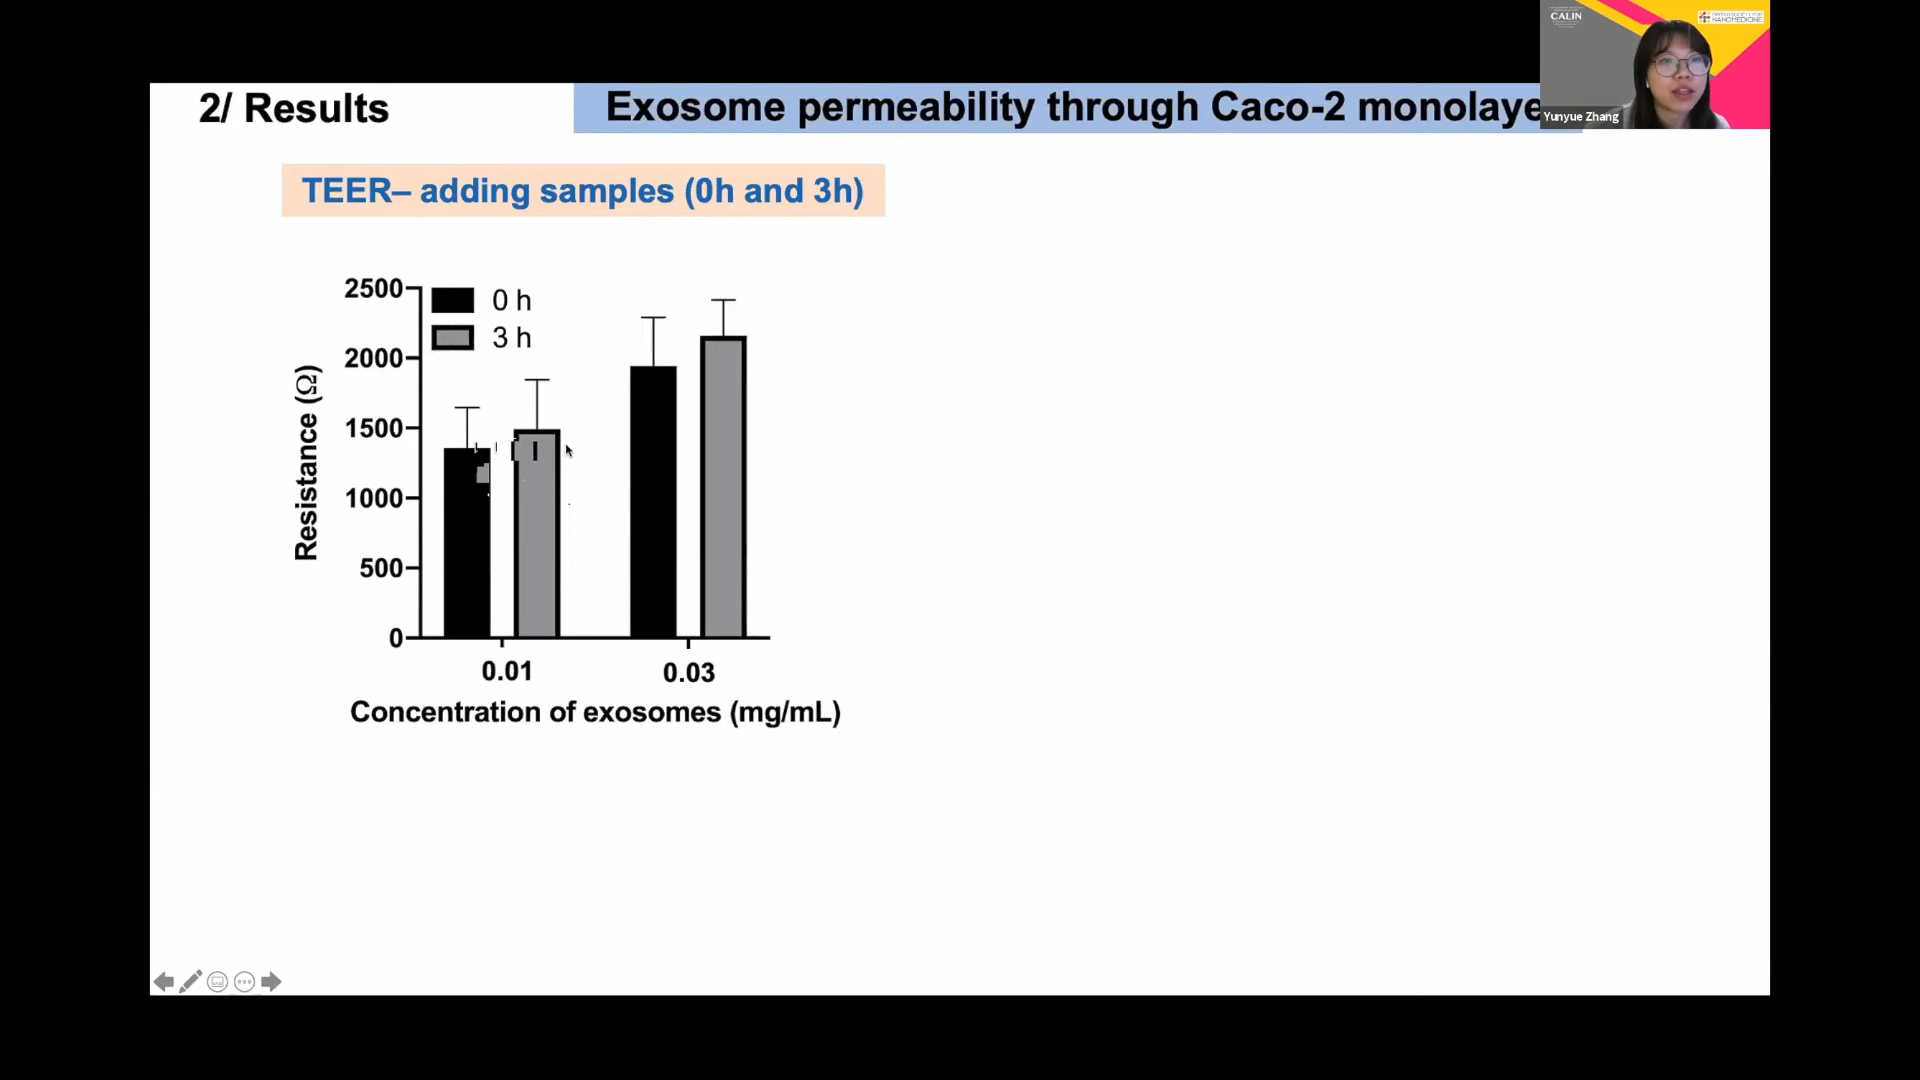 CALIN
NANOMEDICINE
Yunyue Zhang
2/ Results
Exosome permeability through Caco-2 monolaye
TEER– adding samples (0h and 3h)
2500
2000
1500
1000
500
0
0 h
3 h
Resistance (Ω)
0.01
0.03
Concentration of exosomes (mg/mL)